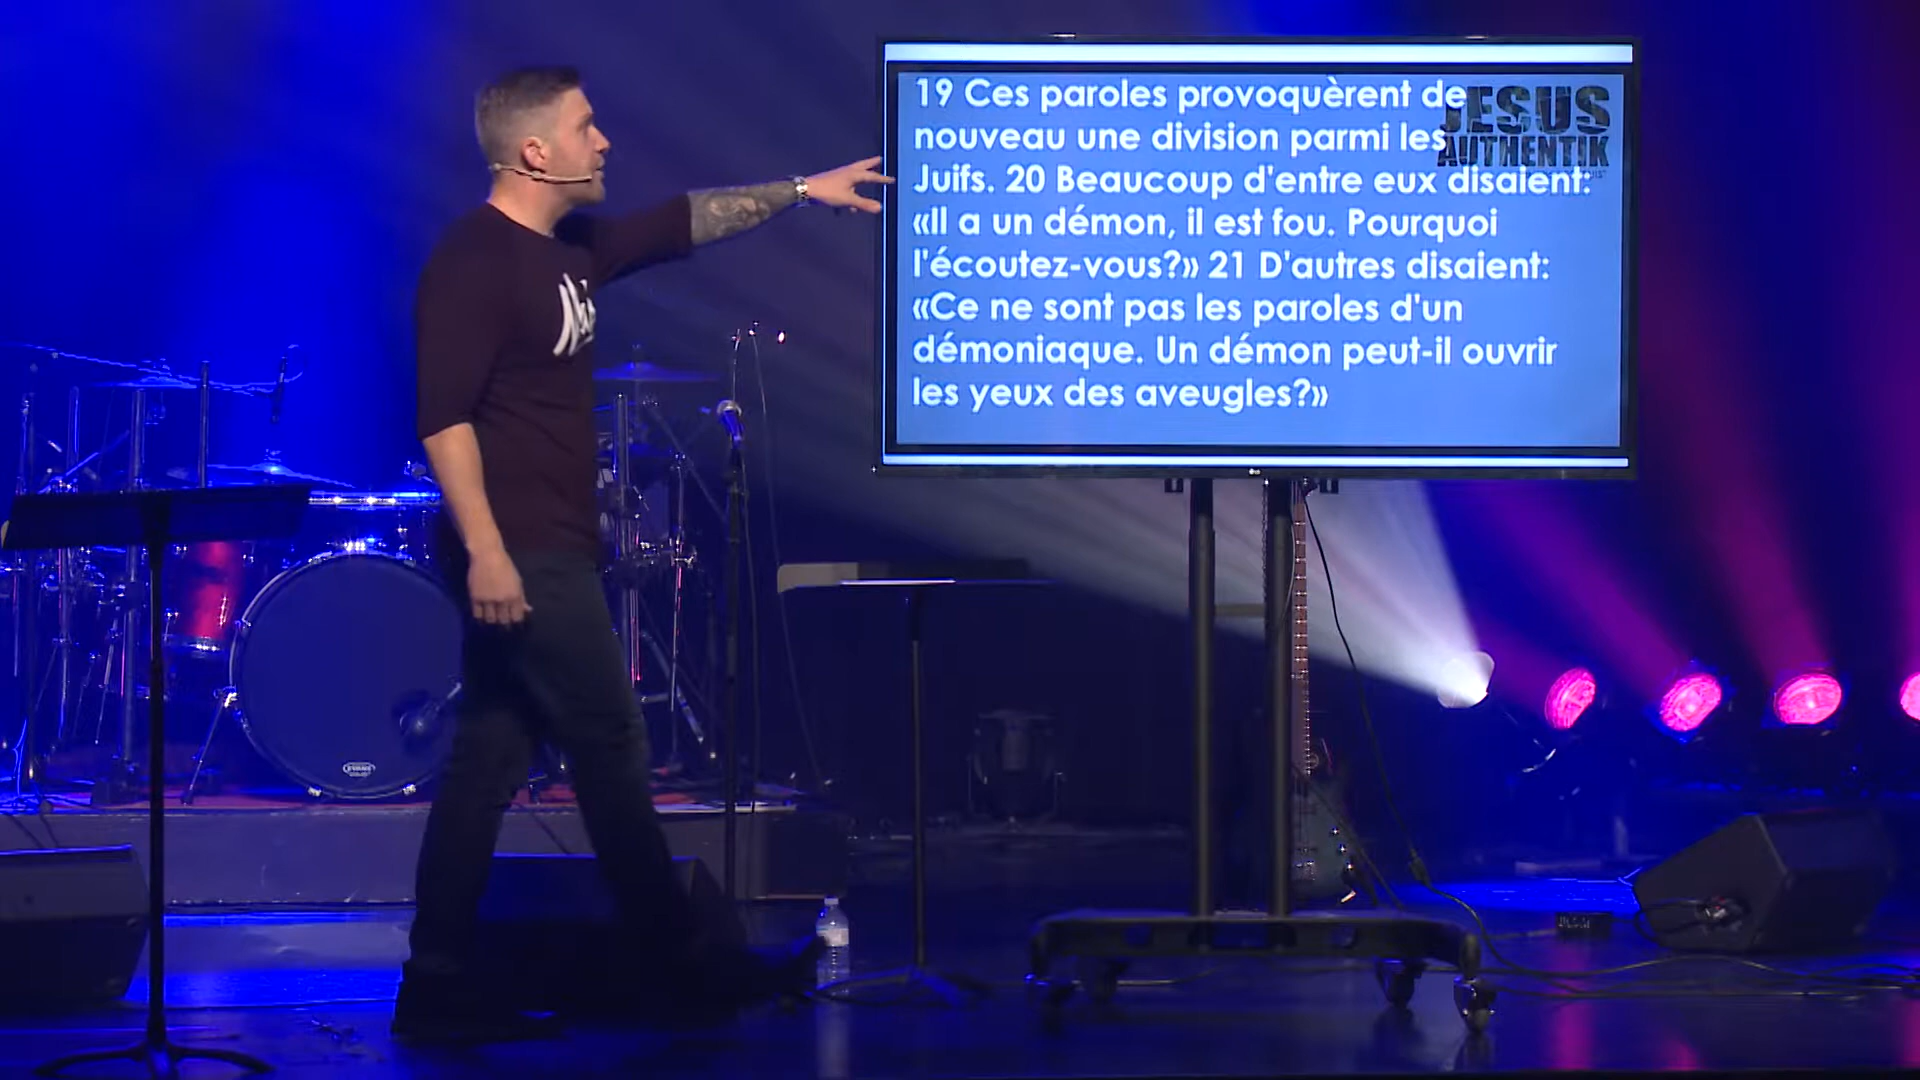 19 Ces paroles provoquèrent de
nouveau une division parmi les
Juifs. 20 Beaucoup d'entre eux disaient:
«Il a un démon, il est fou. Pourquoi
l'écoutez-vous?» 21 D'autres disaient:
«Ce ne sont pas les paroles d'un
démoniaque. Un démon peut-il ouvrir
les yeux des aveugles?»
JESUS
AUTHENTIK
EVANS